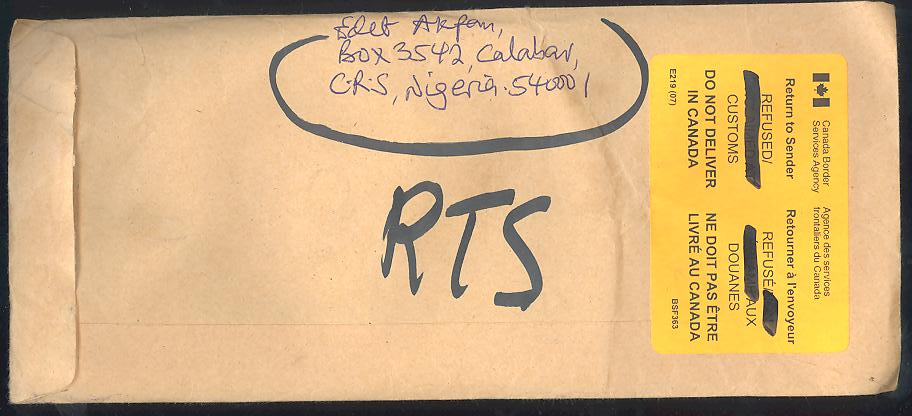 Edet Akpan,
Box 3542, Calabar,
C.R.S, Nigeria. 540001
RTS
Canada Border
Services Agency
Agence des services
frontaliers du Canada
Return to Sender
Retourner à l'envoyeur
REFUSED/
REFUSÉ/
AUX
CUSTOMS
DOUANES
DO NOT DELIVER
IN CANADA
NE DOIT PAS ÊTRE
LIVRÉ AU CANADA
E219 (07)
BSF363